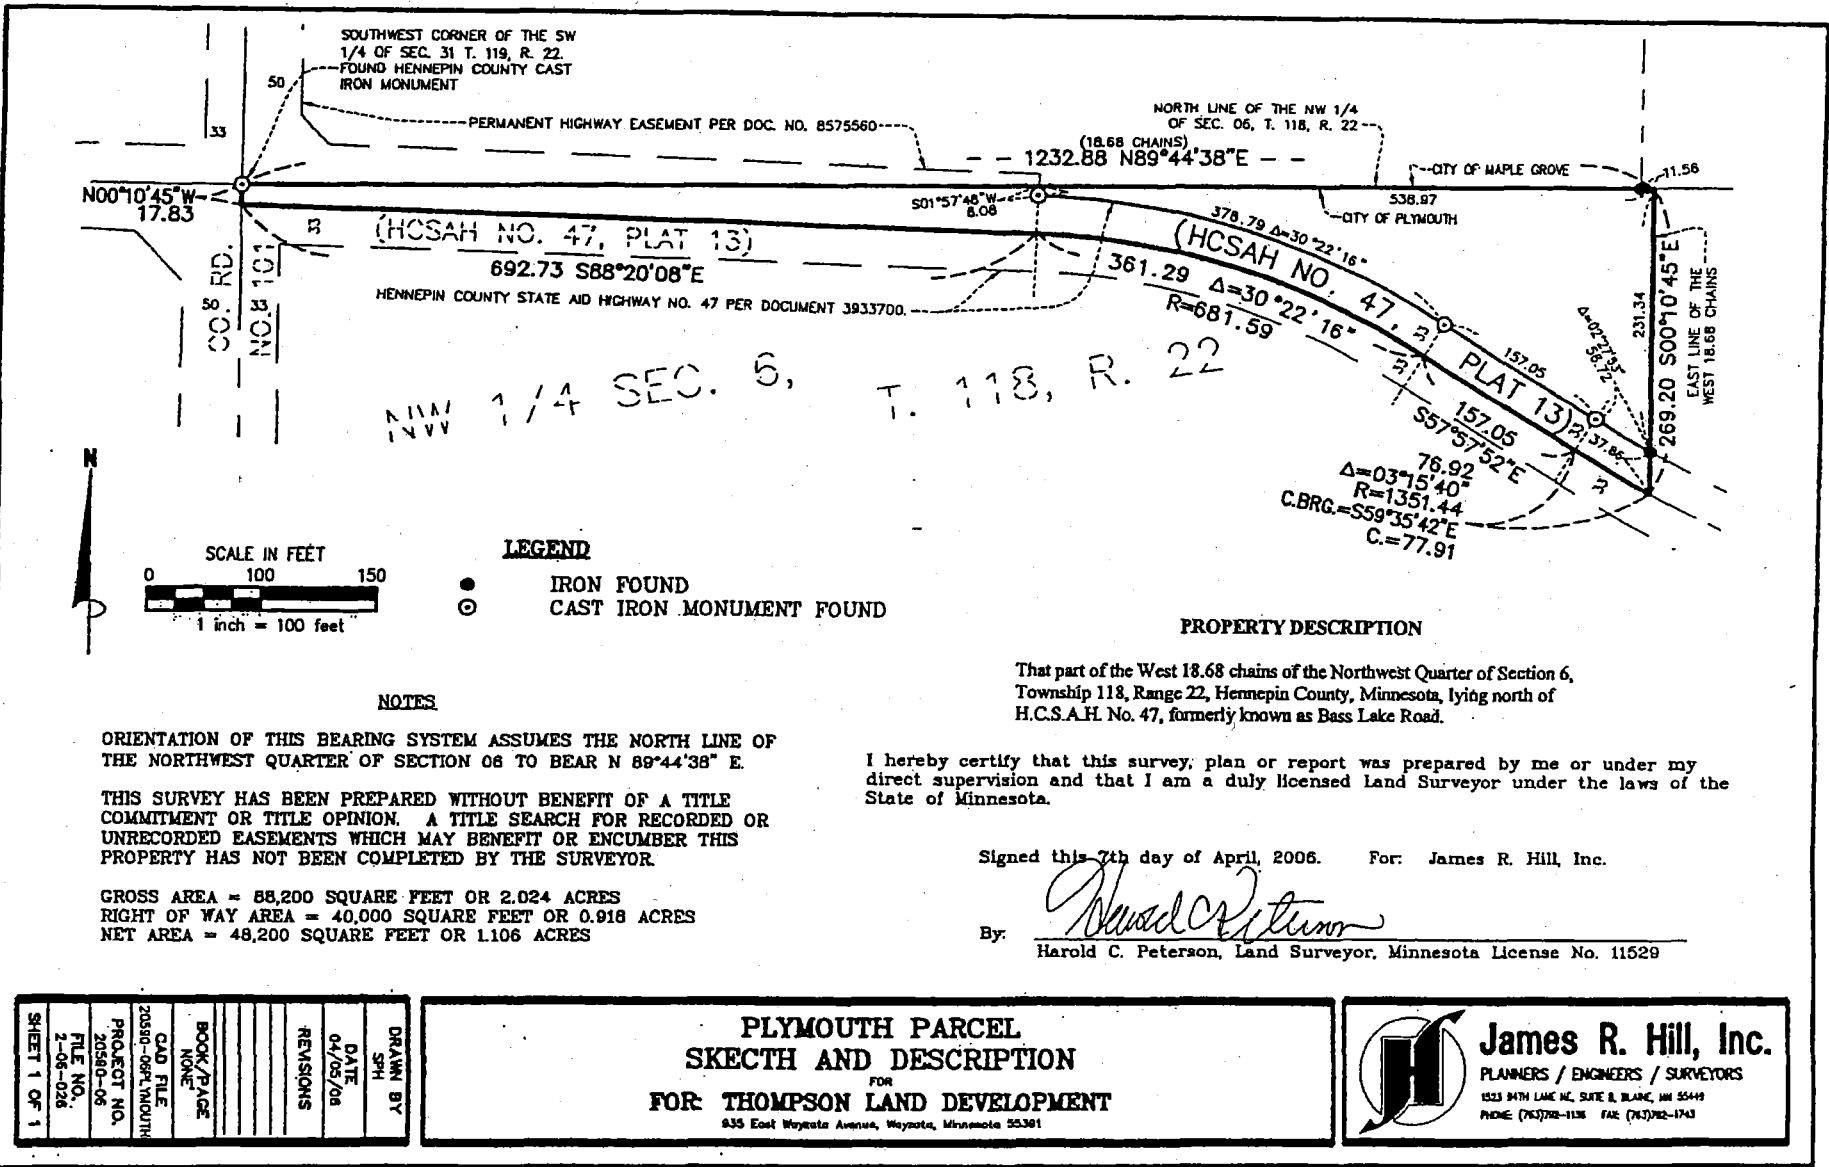 SOUTHWEST CORNER OF THE SW
1/4 OF SEC. 31 T. 119, R. 22.
FOUND HENNEPIN COUNTY CAST
IRON MONUMENT
50
33
PERMANENT HIGHWAY EASEMENT PER DOC. NO. 8575560
NORTH LINE OF THE NW 1/4
OF SEC. 06, T. 118, R. 22
(18.68 CHAINS)
1232.88 N89°44'38"E
CITY OF MAPLE GROVE
11.56
538.97
CITY OF PLYMOUTH
N00°10'45"W
17.83
S01°57'48"W
8.08
33
(HCSAH NO. 47, PLAT 13)
692.73 S88°20'08"E
HENNEPIN COUNTY STATE AID HIGHWAY NO. 47 PER DOCUMENT 3933700.
378.79 Δ=30°22'16"
(HCSAH NO. 47,
PLAT 13)
361.29 Δ=30°22'16"
R=681.59
33
33
157.05
Δ=02°27'53"
58.72
231.34
269.20 S00°10'45"E
EAST LINE OF THE
WEST 18.68 CHAINS
37.86
33
33
157.05
S57°57'52"E
76.92
Δ=03°15'40"
R=1351.44
C.BRG.=S59°35'42"E
C.=77.91
50
33
CO. RD.
NO. 101
NW 1/4 SEC. 6, T. 118, R. 22
N
SCALE IN FEET
0 100 150
1 inch = 100 feet
LEGEND
IRON FOUND
CAST IRON MONUMENT FOUND
PROPERTY DESCRIPTION
That part of the West 18.68 chains of the Northwest Quarter of Section 6,
Township 118, Range 22, Hennepin County, Minnesota, lying north of
H.C.S.A.H. No. 47, formerly known as Bass Lake Road.
NOTES
ORIENTATION OF THIS BEARING SYSTEM ASSUMES THE NORTH LINE OF
THE NORTHWEST QUARTER OF SECTION 06 TO BEAR N 89°44'38" E.
THIS SURVEY HAS BEEN PREPARED WITHOUT BENEFIT OF A TITLE
COMMITMENT OR TITLE OPINION. A TITLE SEARCH FOR RECORDED OR
UNRECORDED EASEMENTS WHICH MAY BENEFIT OR ENCUMBER THIS
PROPERTY HAS NOT BEEN COMPLETED BY THE SURVEYOR.
GROSS AREA = 88,200 SQUARE FEET OR 2.024 ACRES
RIGHT OF WAY AREA = 40,000 SQUARE FEET OR 0.918 ACRES
NET AREA = 48,200 SQUARE FEET OR 1.106 ACRES
I hereby certify that this survey, plan or report was prepared by me or under my
direct supervision and that I am a duly licensed Land Surveyor under the laws of the
State of Minnesota.
Signed this 7th day of April, 2006. For: James R. Hill, Inc.
By:
Harold C. Peterson, Land Surveyor, Minnesota License No. 11529
DRAWN BY
SPH
DATE
04/05/06
REVISIONS
BOOK/PAGE
NONE
CAD FILE
20580-06PLYMOUTH
PROJECT NO.
20580-06
FILE NO.
2-06-026
SHEET 1 OF 1
PLYMOUTH PARCEL
SKECTH AND DESCRIPTION
FOR
FOR: THOMPSON LAND DEVELOPMENT
935 East Wayzata Avenue, Wayzata, Minnesota 55391
James R. Hill, Inc.
PLANNERS / ENGINEERS / SURVEYORS